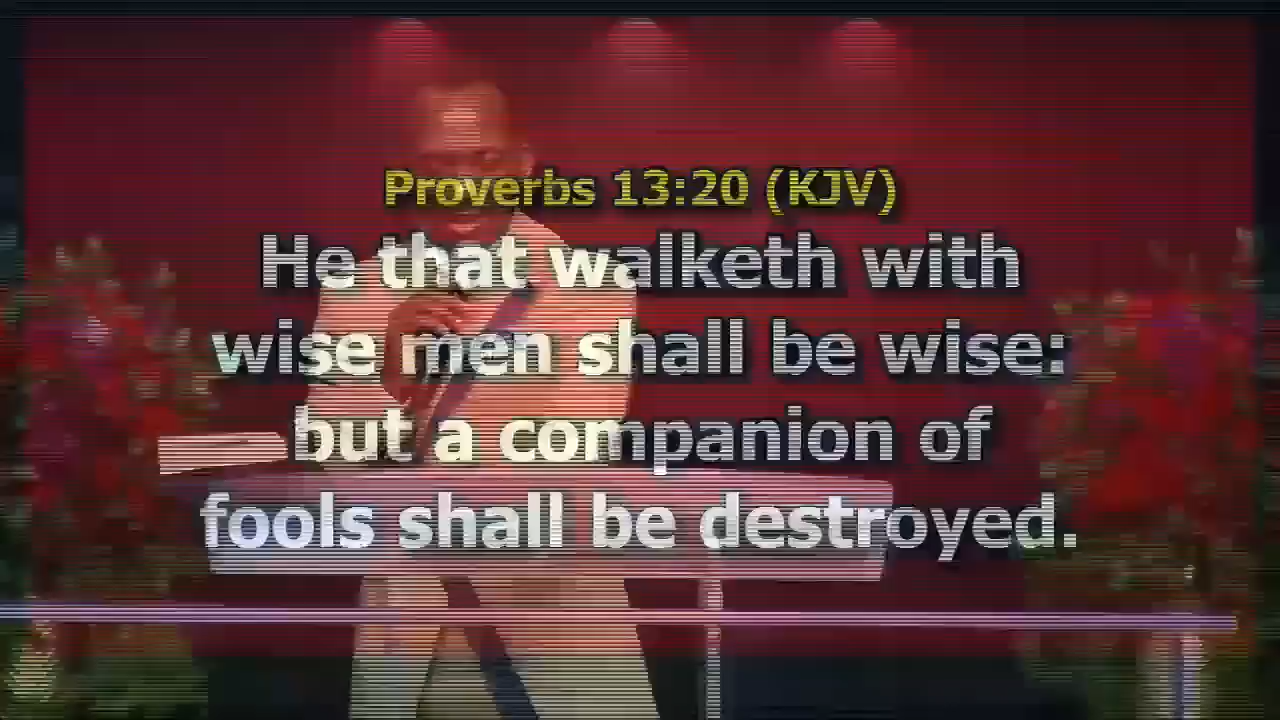 Proverbs 13:20 (KJV)
He that walketh with
wise men shall be wise:
but a companion of
fools shall be destroyed.